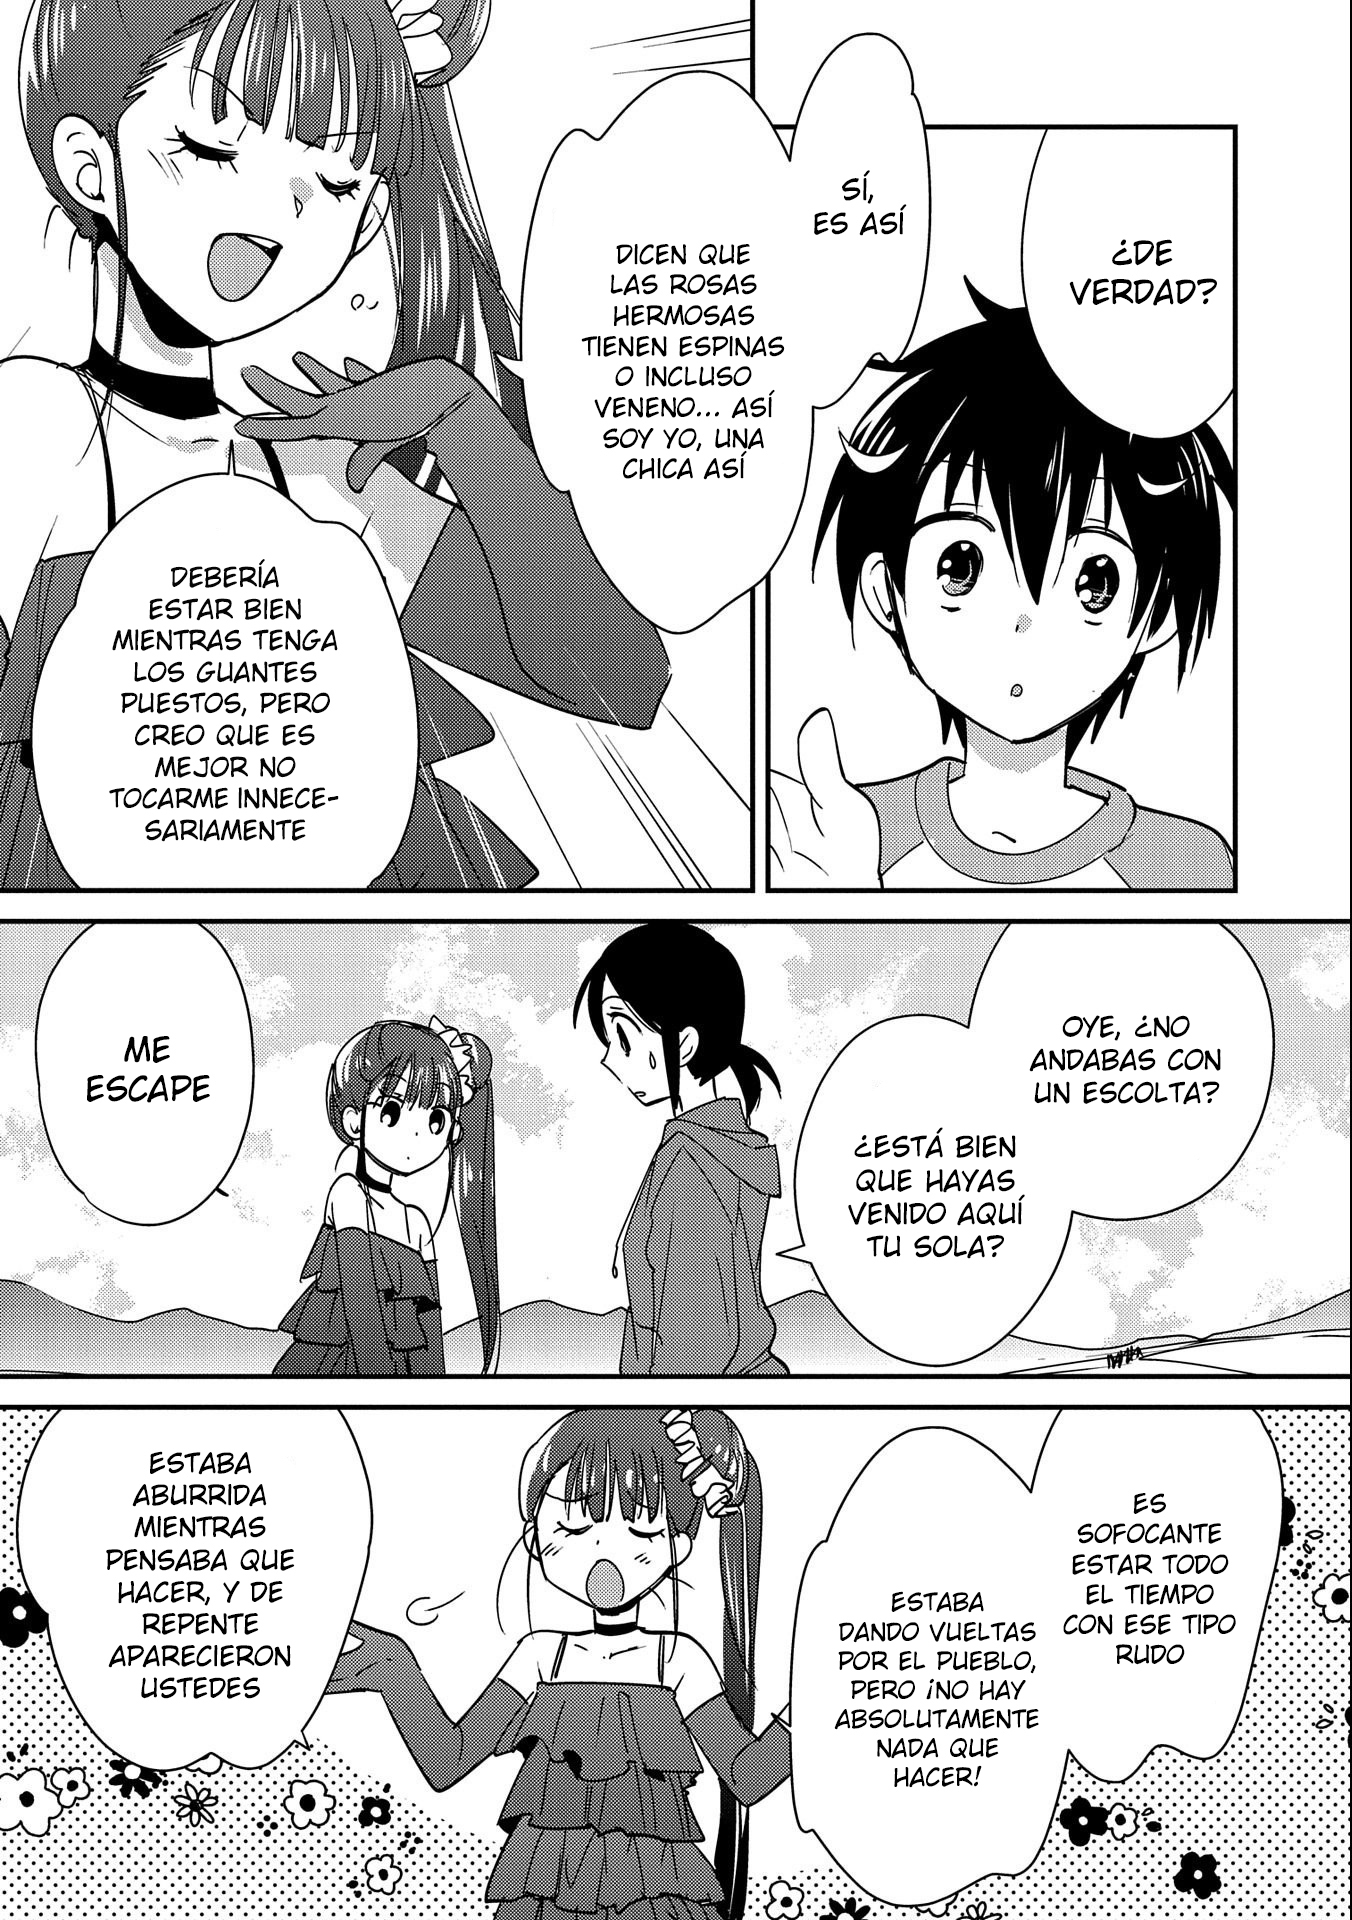 ¿DE
VERDAD?
SÍ,
ES ASÍ
DICEN QUE
LAS ROSAS
HERMOSAS
TIENEN ESPINAS
O INCLUSO
VENENO... ASÍ
SOY YO, UNA
CHICA ASÍ
DEBERÍA
ESTAR BIEN
MIENTRAS TENGA
LOS GUANTES
PUESTOS, PERO
CREO QUE ES
MEJOR NO
TOCARME INNECE-
SARIAMENTE
OYE, ¿NO
ANDABAS CON
UN ESCOLTA?
¿ESTÁ BIEN
QUE HAYAS
VENIDO AQUÍ
TU SOLA?
ME
ESCAPE
ES
SOFOCANTE
ESTAR TODO
EL TIEMPO
CON ESE TIPO
RUDO
ESTABA
DANDO VUELTAS
POR EL PUEBLO,
PERO ¡NO HAY
ABSOLUTAMENTE
NADA QUE
HACER!
ESTABA
ABURRIDA
MIENTRAS
PENSABA QUE
HACER, Y DE
REPENTE
APARECIERON
USTEDES